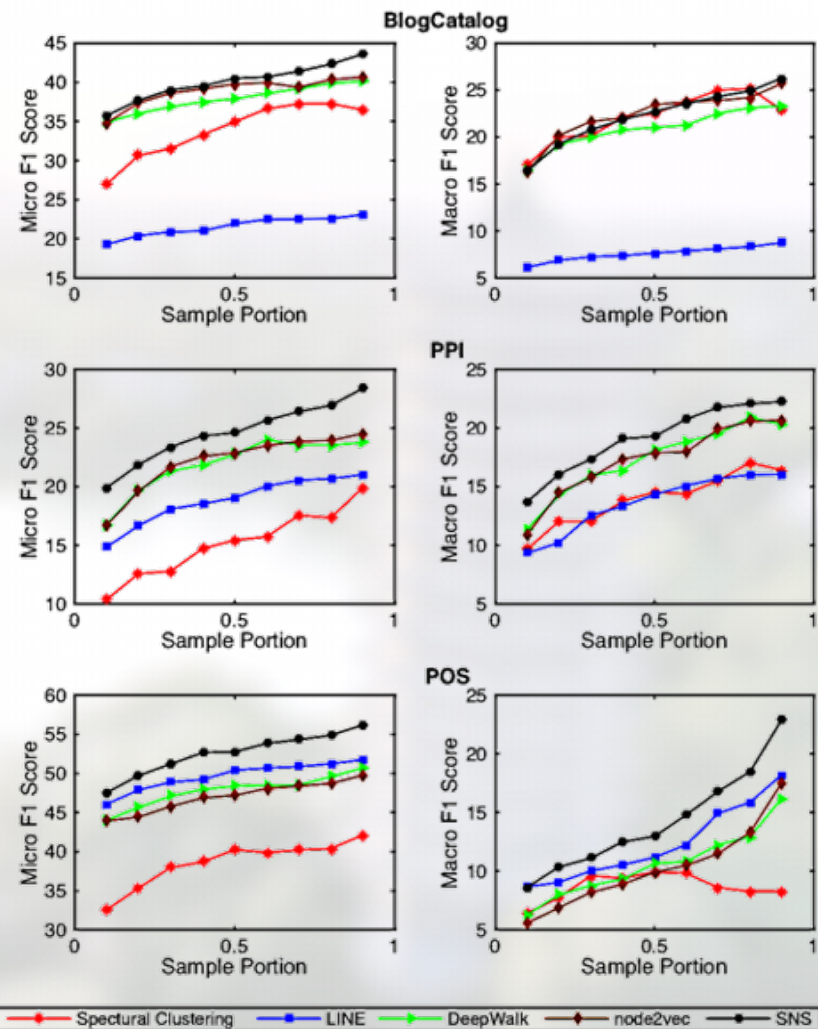 BlogCatalog
45
40
35
30
25
20
15
0 0.5 1
Micro F1 Score
Sample Portion
30
25
20
15
10
5
0 0.5 1
Macro F1 Score
Sample Portion
PPI
30
25
20
15
10
0 0.5 1
Micro F1 Score
Sample Portion
25
20
15
10
5
0 0.5 1
Macro F1 Score
Sample Portion
POS
60
55
50
45
40
35
30
0 0.5 1
Micro F1 Score
Sample Portion
25
20
15
10
5
0 0.5 1
Macro F1 Score
Sample Portion
Spectural Clustering LINE DeepWalk node2vec SNS